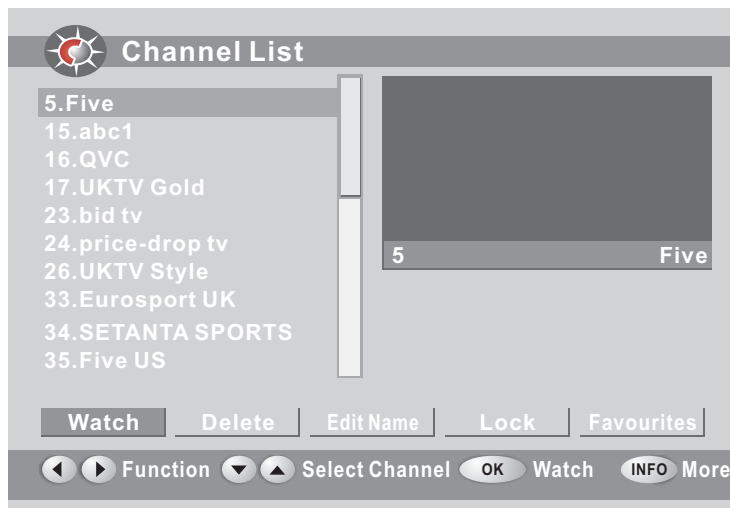 Channel List
5.Five
15.abc1
16.QVC
17.UKTV Gold
23.bid tv
24.price-drop tv
26.UKTV Style
33.Eurosport UK
34.SETANTA SPORTS
35.Five US
5 Five
Watch Delete Edit Name Lock Favourites
Function Select Channel OK Watch INFO More